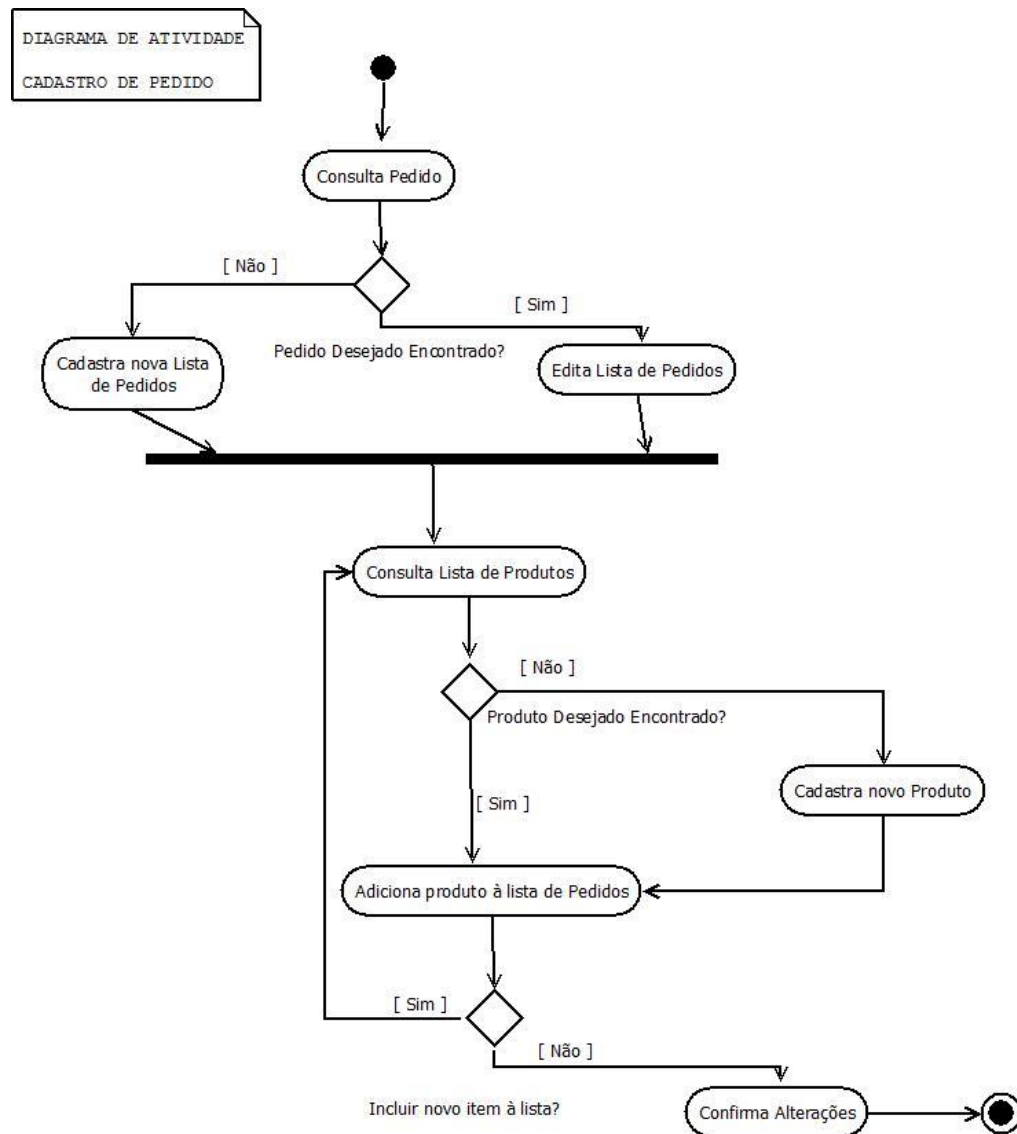 DIAGRAMA DE ATIVIDADE
CADASTRO DE PEDIDO
Consulta Pedido
[ Não ]
[ Sim ]
Pedido Desejado Encontrado?
Cadastra nova Lista
de Pedidos
Edita Lista de Pedidos
Consulta Lista de Produtos
[ Não ]
Produto Desejado Encontrado?
Cadastra novo Produto
[ Sim ]
Adiciona produto à lista de Pedidos
[ Sim ]
[ Não ]
Incluir novo item à lista?
Confirma Alterações